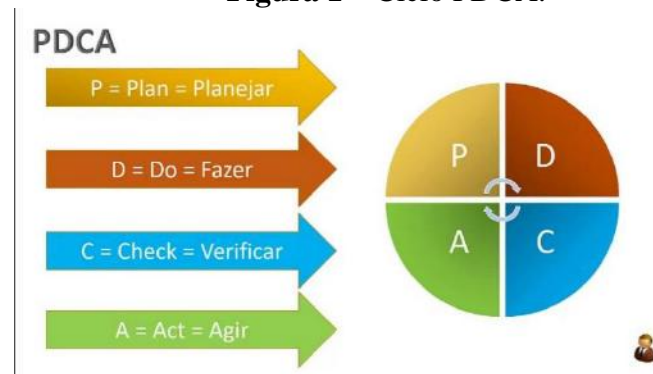 PDCA
P = Plan = Planejar
D = Do = Fazer
C = Check = Verificar
A = Act = Agir
P
D
A
C